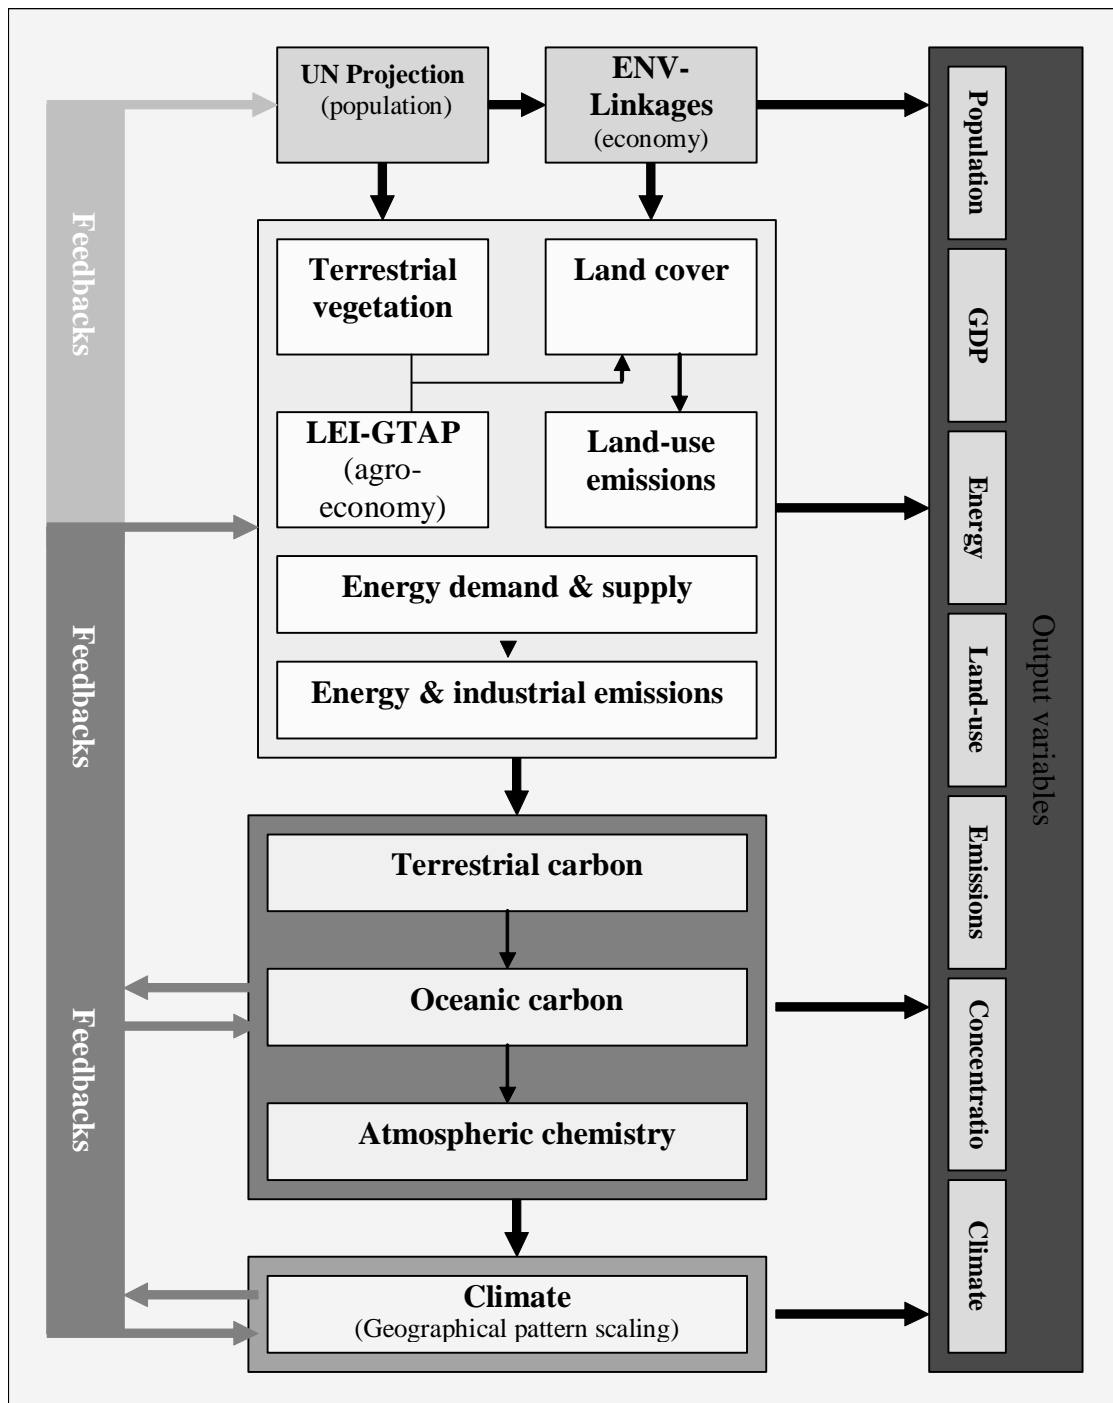 UN Projection
(population)
ENV-
Linkages
(economy)
Terrestrial
vegetation
Land cover
LEI-GTAP
(agro-
economy)
Land-use
emissions
Energy demand & supply
Energy & industrial emissions
Terrestrial carbon
Oceanic carbon
Atmospheric chemistry
Climate
(Geographical pattern scaling)
Feedbacks
Feedbacks
Feedbacks
Population
GDP
Energy
Land-use
Emissions
Concentratio
Climate
Output variables